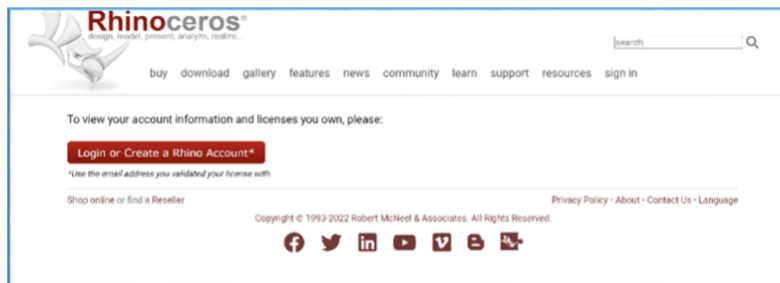 Rhinoceros®
design, model, present, analyze, realize...
search
buy download gallery features news community learn support resources sign in
To view your account information and licenses you own, please:
Login or Create a Rhino Account*
*Use the email address you validated your license with.
Shop online or find a Reseller
Privacy Policy - About - Contact Us - Language
Copyright © 1993-2022 Robert McNeel & Associates. All Rights Reserved.